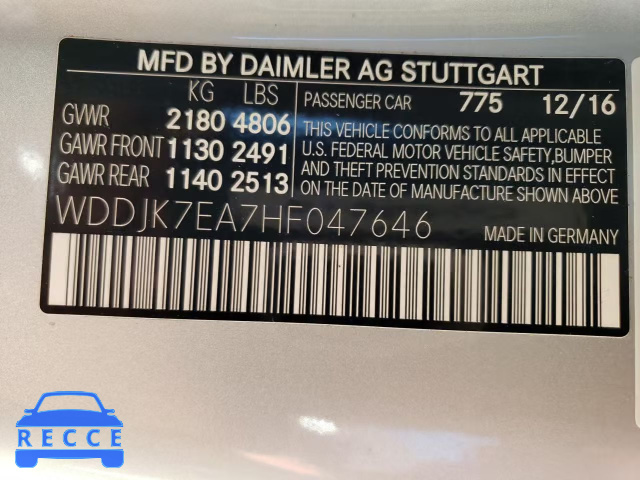 MFD BY DAIMLER AG STUTTGART
KG LBS
GVWR 2180 4806
GAWR FRONT 1130 2491
GAWR REAR 1140 2513
PASSENGER CAR 775 12/16
THIS VEHICLE CONFORMS TO ALL APPLICABLE
U.S. FEDERAL MOTOR VEHICLE SAFETY,BUMPER
AND THEFT PREVENTION STANDARDS IN EFFECT
ON THE DATE OF MANUFACTURE SHOWN ABOVE.
WDDJK7EA7HF047646 MADE IN GERMANY
RECCE